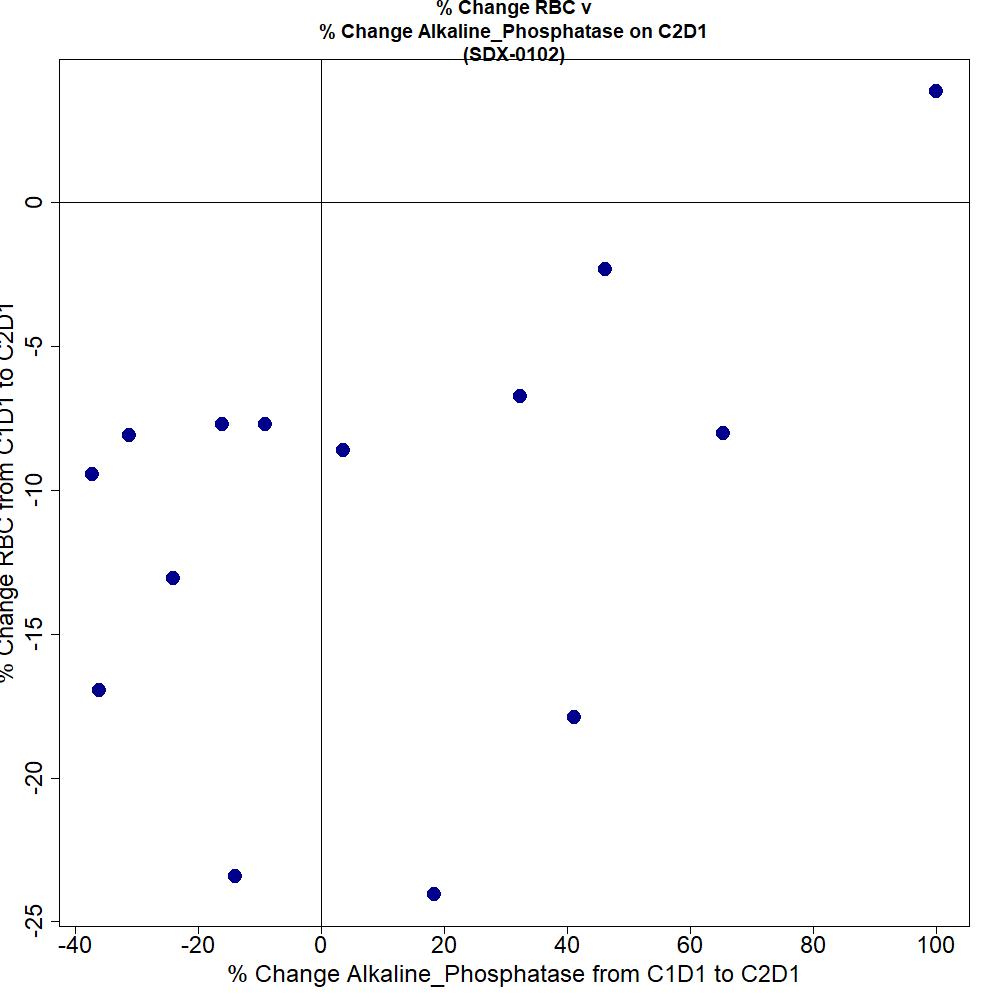 % Change RBC v
% Change Alkaline_Phosphatase on C2D1
(SDX-0102)
% Change RBC from C1D1 to C2D1
0
-5
-10
-15
-20
-25
-40
-20
0
20
40
60
80
100
% Change Alkaline_Phosphatase from C1D1 to C2D1